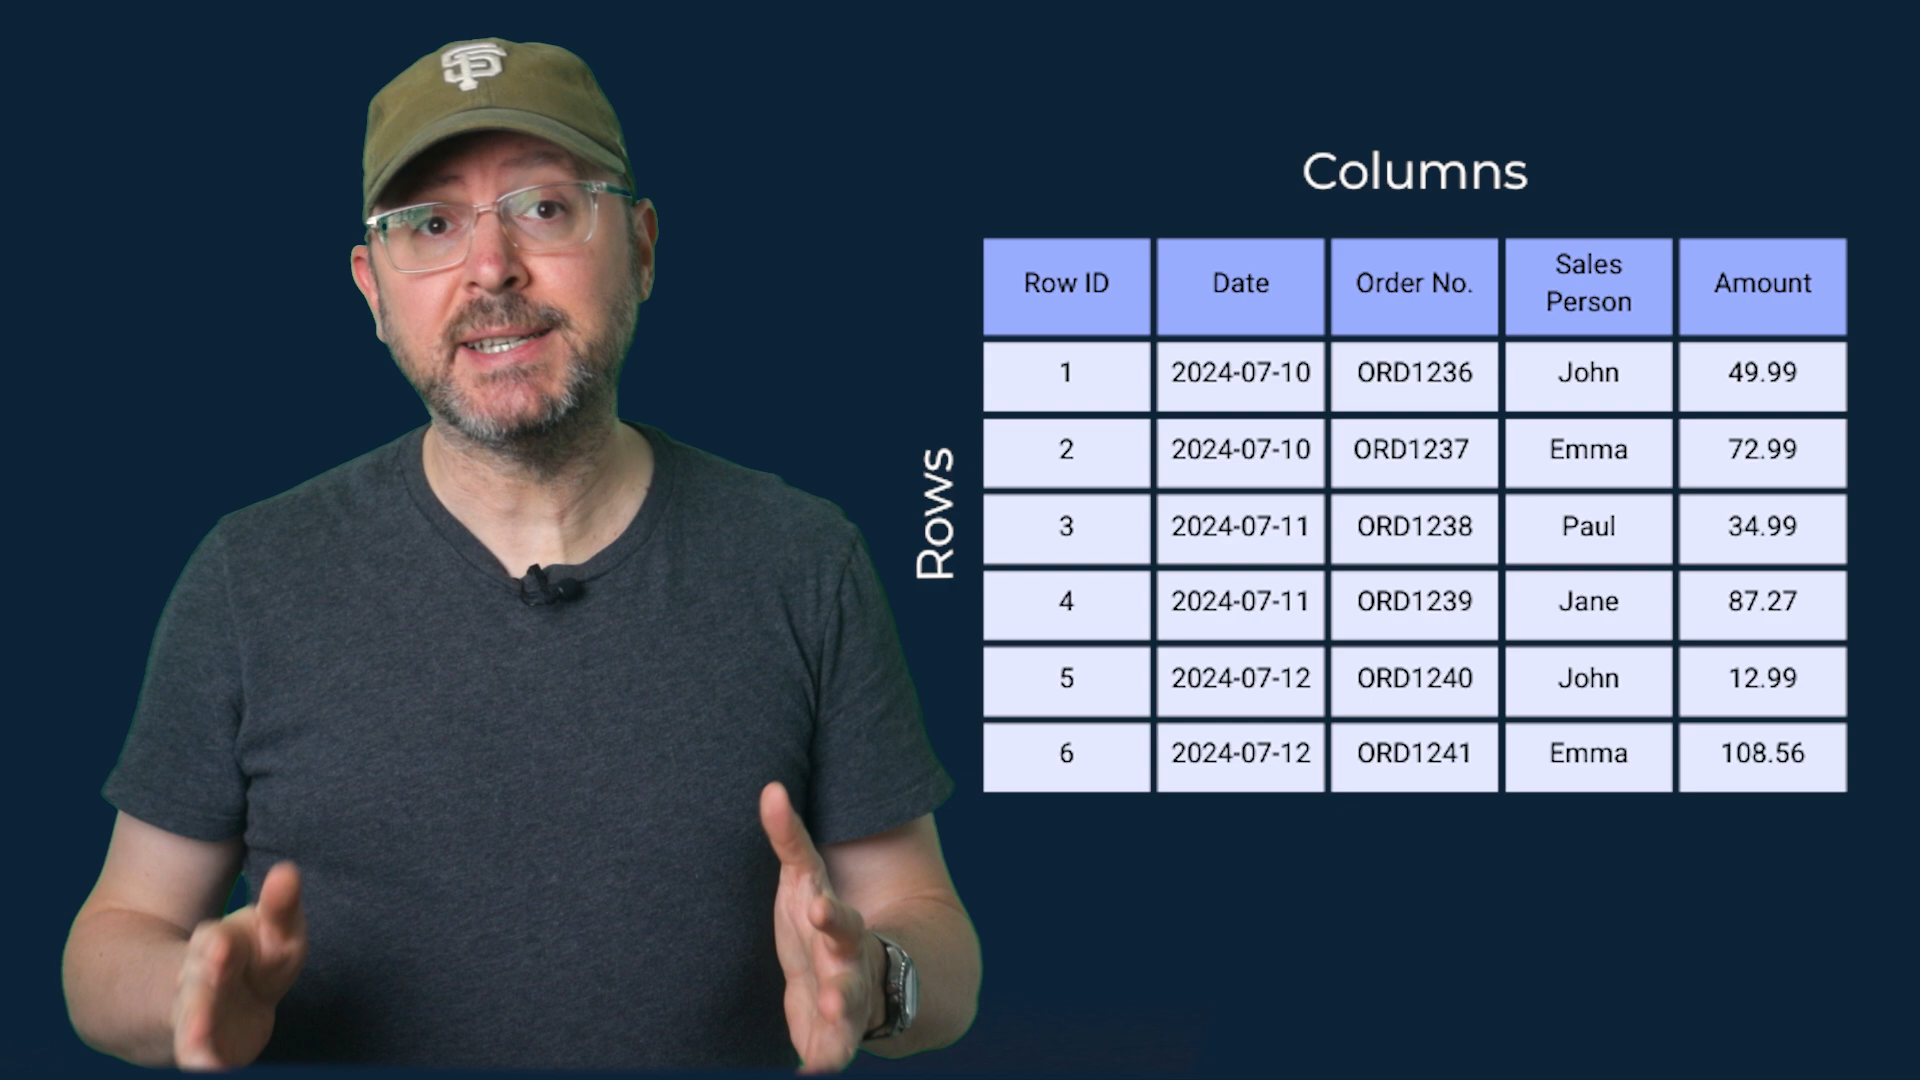 SF
Columns
Rows
Row ID Date Order No. Sales Person Amount
1 2024-07-10 ORD1236 John 49.99
2 2024-07-10 ORD1237 Emma 72.99
3 2024-07-11 ORD1238 Paul 34.99
4 2024-07-11 ORD1239 Jane 87.27
5 2024-07-12 ORD1240 John 12.99
6 2024-07-12 ORD1241 Emma 108.56